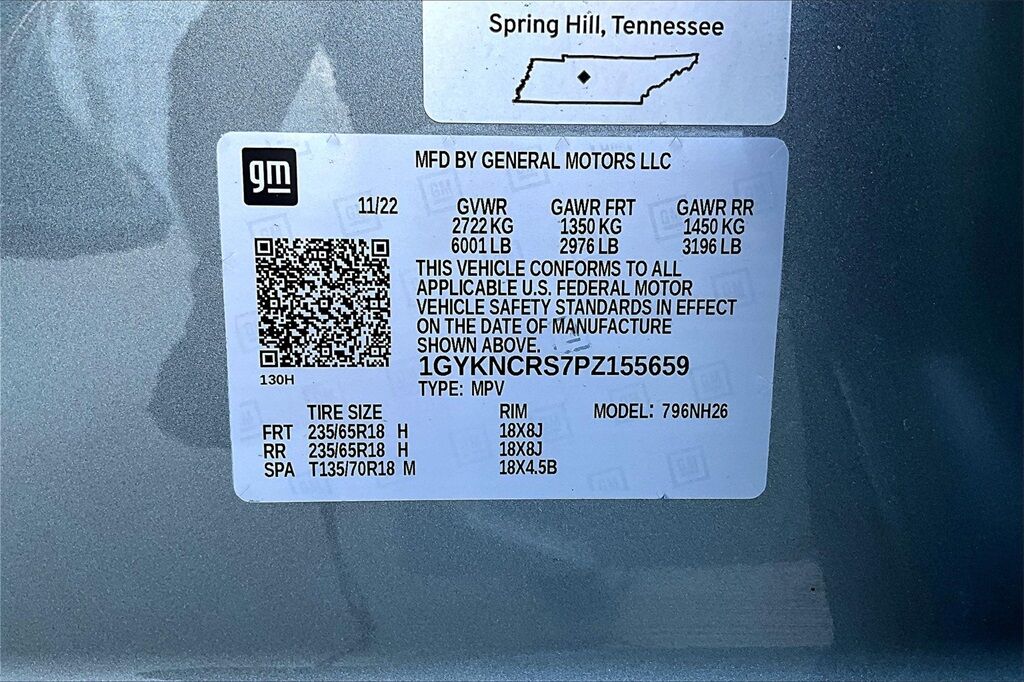 Spring Hill, Tennessee
gm
MFD BY GENERAL MOTORS LLC
11/22 GVWR GAWR FRT GAWR RR
2722 KG 1350 KG 1450 KG
6001 LB 2976 LB 3196 LB
THIS VEHICLE CONFORMS TO ALL
APPLICABLE U.S. FEDERAL MOTOR
VEHICLE SAFETY STANDARDS IN EFFECT
ON THE DATE OF MANUFACTURE
SHOWN ABOVE.
1GYKNCRS7PZ155659
130H
TYPE: MPV
TIRE SIZE RIM MODEL: 796NH26
FRT 235/65R18 H 18X8J
RR 235/65R18 H 18X8J
SPA T135/70R18 M 18X4.5B